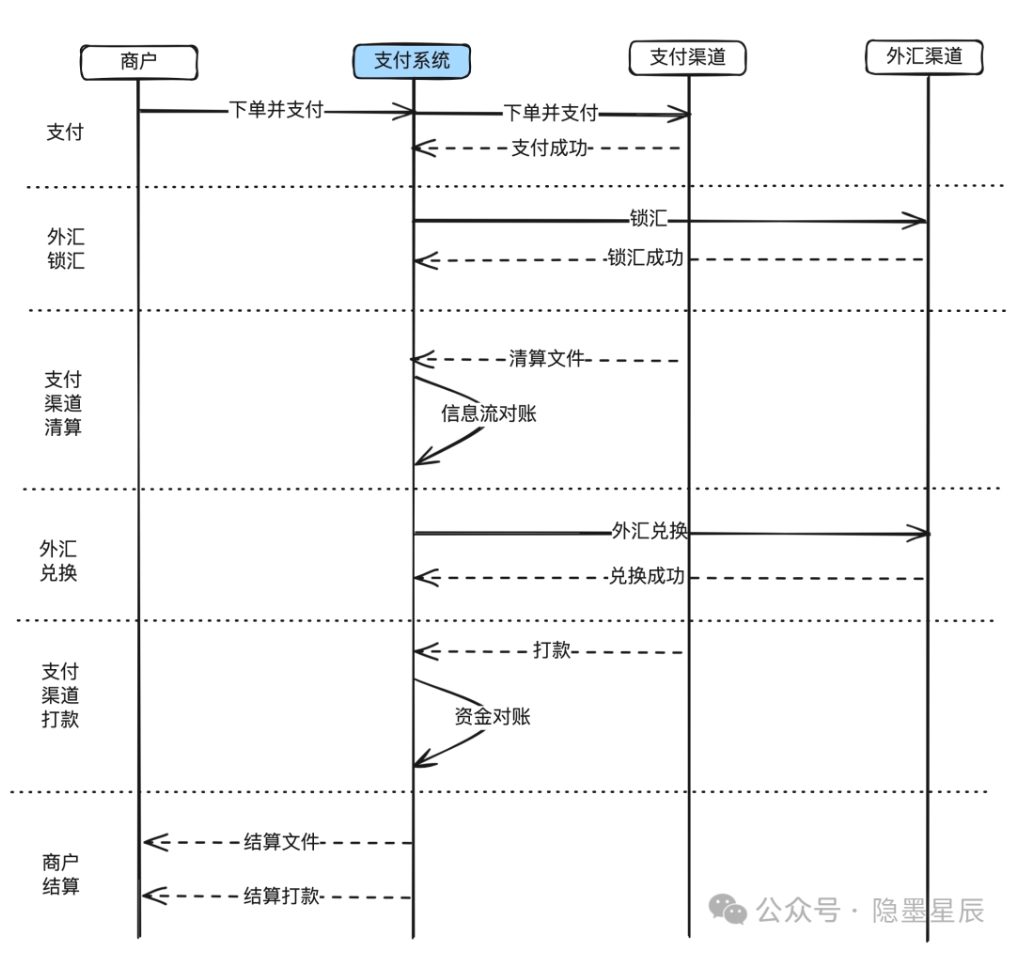 商户
支付系统
支付渠道
外汇渠道
下单并支付
下单并支付
支付
支付成功
锁汇
外汇
锁汇
锁汇成功
清算文件
支付
渠道
清算
信息流对账
外汇兑换
外汇
兑换
兑换成功
打款
支付
渠道
打款
资金对账
结算文件
商户
结算
结算打款
公众号 · 隐墨星辰